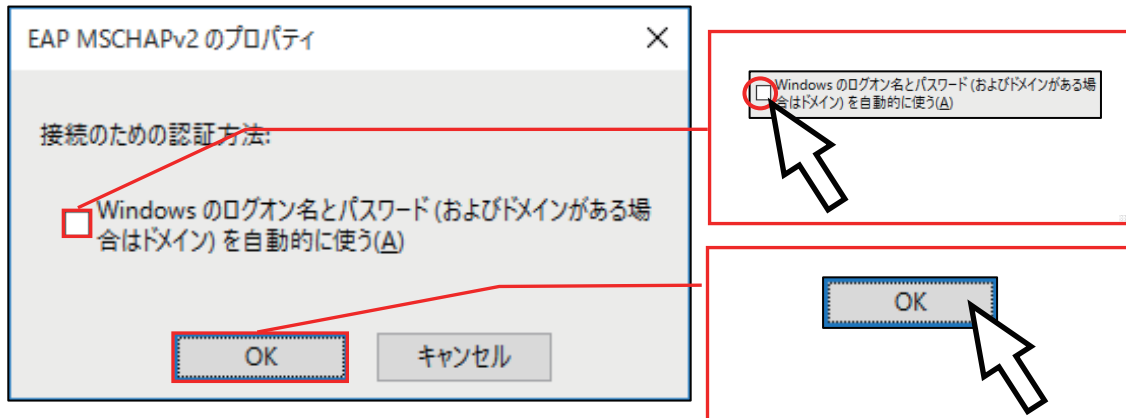 EAP MSCHAPv2 のプロパティ
接続のための認証方法:
Windows のログオン名とパスワード (およびドメインがある場
合はドメイン) を自動的に使う(A)
OK
キャンセル
Windows のログオン名とパスワード (およびドメインがある場
合はドメイン) を自動的に使う(A)
OK